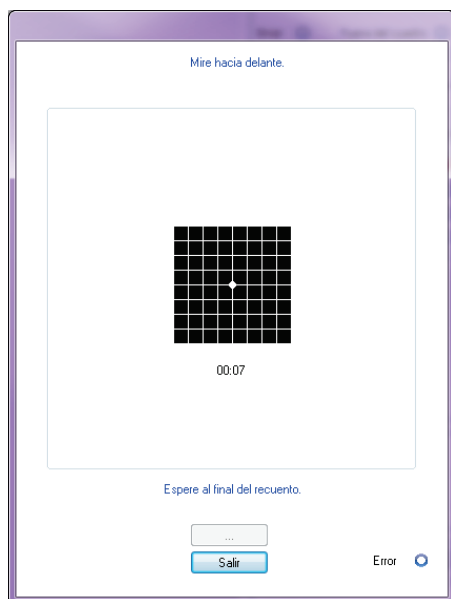 Mire hacia delante.
00:07
Espere al final del recuento.
...
Salir
Error